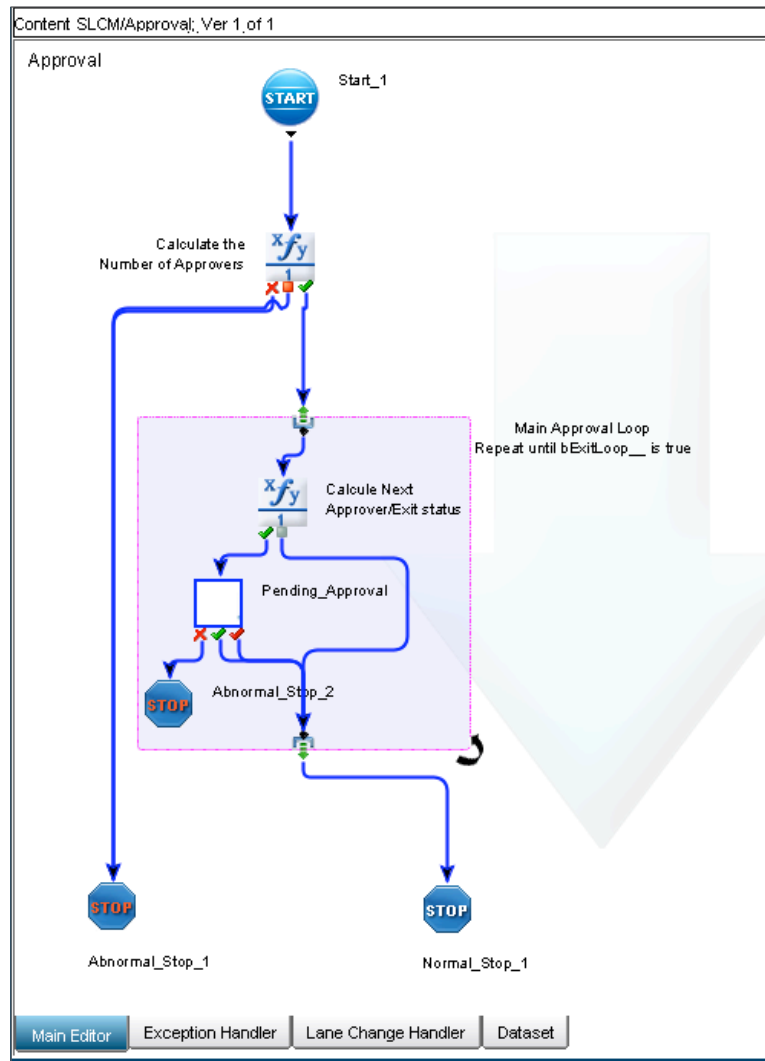 Content SLCM/Approval; Ver 1 of 1
Approval
Start_1
START
Calculate the
Number of Approvers
x f y
1
Main Approval Loop
Repeat until bExitLoop__ is true
x f y
1
Calcule Next
Approver/Exit status
Pending_Approval
Abnormal_Stop_2
STOP
STOP
STOP
Abnormal_Stop_1
Normal_Stop_1
Main Editor
Exception Handler
Lane Change Handler
Dataset